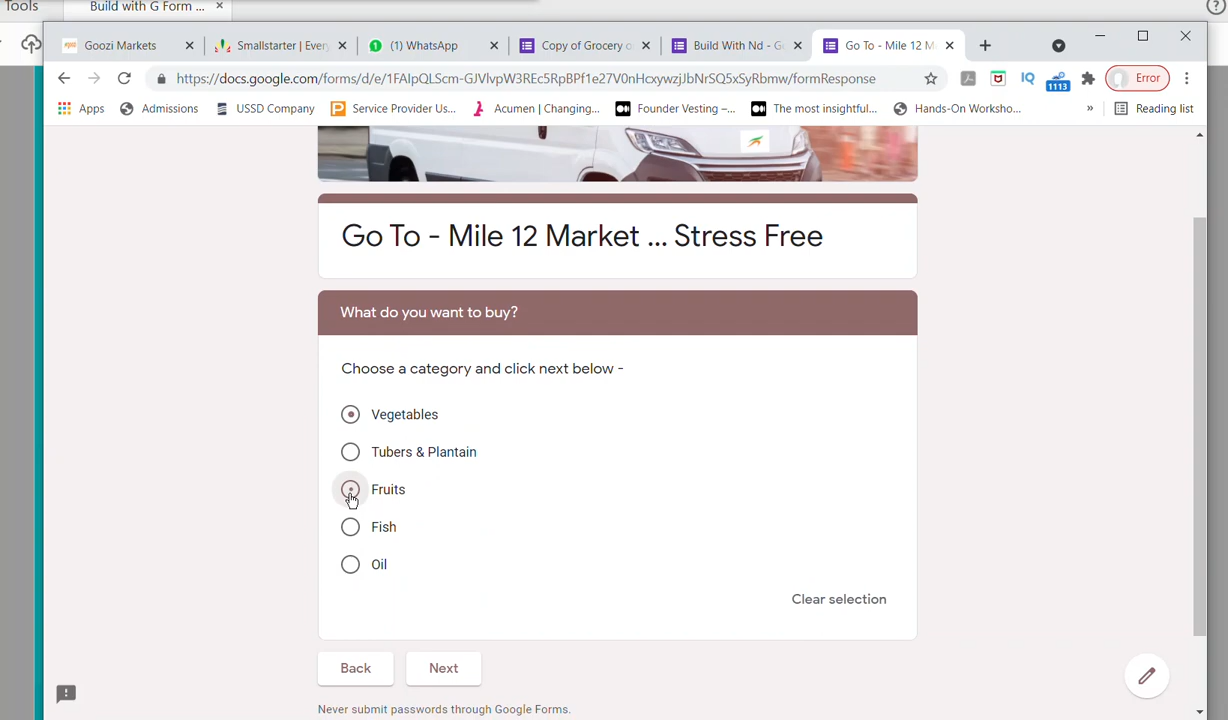 Tools
Build with G Form ... ×
Goozi Markets
Smallstarter | Ever
(1) WhatsApp
Copy of Grocery o
Build With Nd - G
Go To - Mile 12 M
https://docs.google.com/forms/d/e/1FAIpQLScm-GJVlvpW3REc5RpBPf1e27V0nHcxywzjJbNrSQ5xSyRbmw/formResponse
IQ
1113
Error
Apps
Admissions
USSD Company
Service Provider Us...
Acumen | Changing...
Founder Vesting –...
The most insightful...
Hands-On Worksho...
»
Reading list
Go To - Mile 12 Market ... Stress Free
What do you want to buy?
Choose a category and click next below -
Vegetables
Tubers & Plantain
Fruits
Fish
Oil
Clear selection
Back
Next
Never submit passwords through Google Forms.